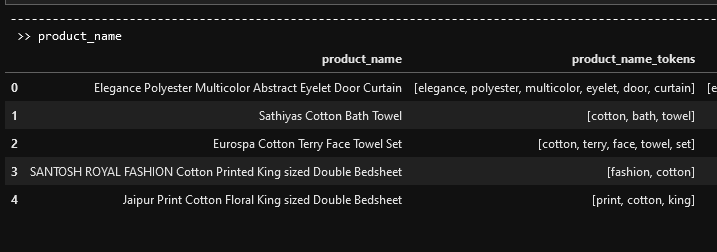 >> product_name
product_name product_name_tokens
0 Elegance Polyester Multicolor Abstract Eyelet Door Curtain [elegance, polyester, multicolor, eyelet, door, curtain] [e
1 Sathiyas Cotton Bath Towel [cotton, bath, towel]
2 Eurospa Cotton Terry Face Towel Set [cotton, terry, face, towel, set]
3 SANTOSH ROYAL FASHION Cotton Printed King sized Double Bedsheet [fashion, cotton]
4 Jaipur Print Cotton Floral King sized Double Bedsheet [print, cotton, king]